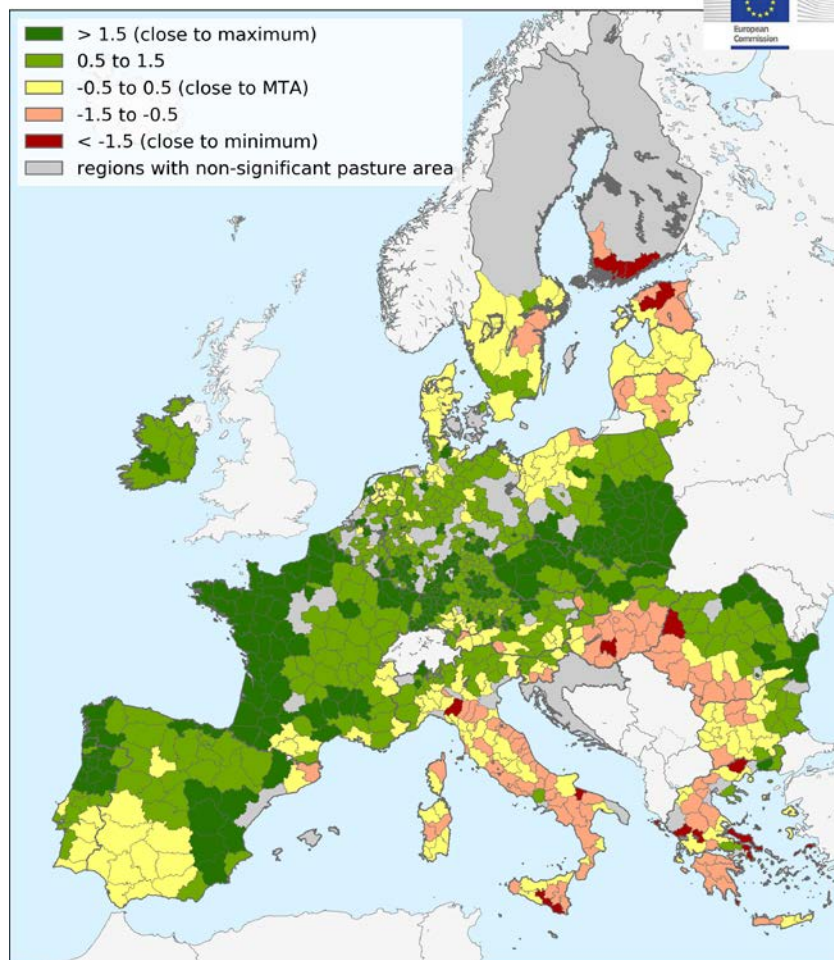 > 1.5 (close to maximum)
0.5 to 1.5
-0.5 to 0.5 (close to MTA)
-1.5 to -0.5
< -1.5 (close to minimum)
regions with non-significant pasture area
European
Commission